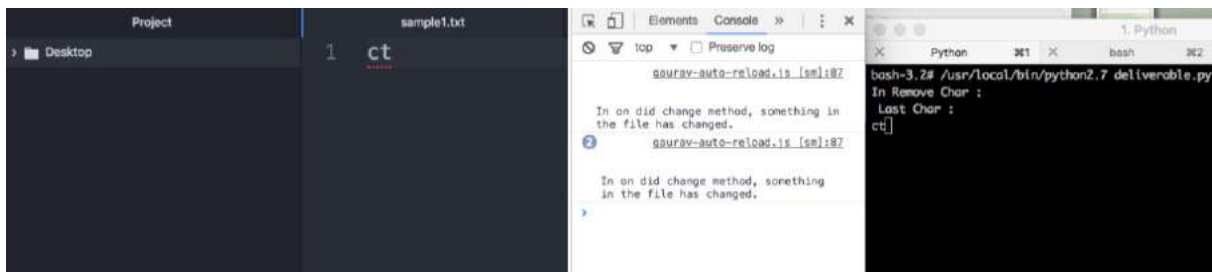 Project
> Desktop
sample1.txt
1 ct
Elements Console »
top ▼ Preserve log
gaurav-auto-reload.js [sm]:87
In on did change method, something in
the file has changed.
2 gaurav-auto-reload.js [sm]:87
In on did change method, something
in the file has changed.
>
1. Python
Python ⌘1 × bash ⌘2
bash-3.2# /usr/local/bin/python2.7 deliverable.py
In Remove Char :
Last Char :
ct